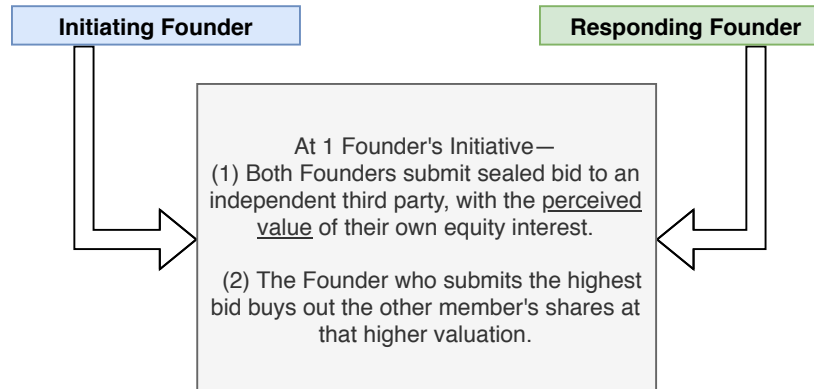 Initiating Founder
Responding Founder
At 1 Founder's Initiative—
(1) Both Founders submit sealed bid to an
independent third party, with the perceived
value of their own equity interest.
(2) The Founder who submits the highest
bid buys out the other member's shares at
that higher valuation.